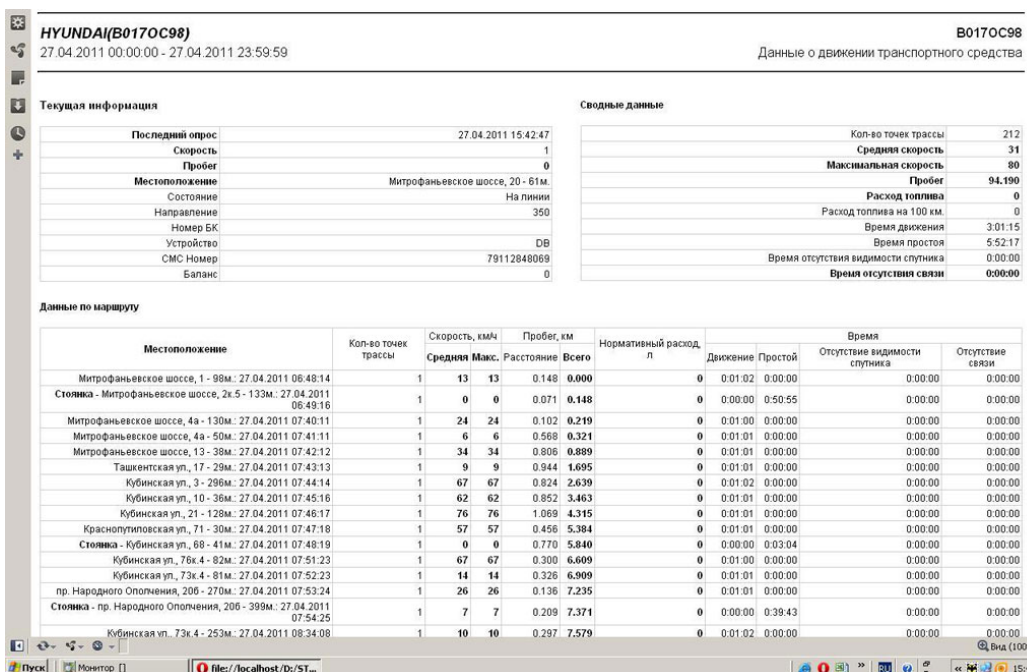 HYUNDAI(B017OC98)
B017OC98
27.04.2011 00:00:00 - 27.04.2011 23:59:59
Данные о движении транспортного средства
Текущая информация
Сводные данные
Последний опрос 27.04.2011 15:42:47
Скорость 1
Пробег 0
Местоположение Митрофаньевское шоссе, 20 - 61м.
Состояние На линии
Направление 350
Номер БК
Устройство DB
СМС Номер 79112848069
Баланс 0
Кол-во точек трассы 212
Средняя скорость 31
Максимальная скорость 80
Пробег 94.190
Расход топлива 0
Расход топлива на 100 км. 0
Время движения 3:01:15
Время простоя 5:52:17
Время отсутствия видимости спутника 0:00:00
Время отсутствия связи 0:00:00
Данные по маршруту
Местоположение
Кол-во точек трассы
Скорость, км/ч
Пробег, км
Нормативный расход, л
Время
Средняя Макс. Расстояние Всего Движение Простой Отсутствие видимости спутника Отсутствие связи
Митрофаньевское шоссе, 1 - 98м.: 27.04.2011 06:48:14 1 13 13 0.148 0.000 0 0:01:02 0:00:00 0:00:00 0:00:00
Стоянка - Митрофаньевское шоссе, 2к.5 - 133м.: 27.04.2011
06:49:16 1 0 0 0.071 0.148 0 0:00:00 0:50:55 0:00:00 0:00:00
Митрофаньевское шоссе, 4а - 130м.: 27.04.2011 07:40:11 1 24 24 0.102 0.219 0 0:01:00 0:00:00 0:00:00 0:00:00
Митрофаньевское шоссе, 4а - 50м.: 27.04.2011 07:41:11 1 6 6 0.568 0.321 0 0:01:01 0:00:00 0:00:00 0:00:00
Митрофаньевское шоссе, 13 - 38м.: 27.04.2011 07:42:12 1 34 34 0.806 0.889 0 0:01:01 0:00:00 0:00:00 0:00:00
Ташкентская ул., 17 - 29м.: 27.04.2011 07:43:13 1 9 9 0.944 1.695 0 0:01:01 0:00:00 0:00:00 0:00:00
Кубинская ул., 3 - 296м.: 27.04.2011 07:44:14 1 67 67 0.824 2.639 0 0:01:02 0:00:00 0:00:00 0:00:00
Кубинская ул., 10 - 36м.: 27.04.2011 07:45:16 1 62 62 0.852 3.463 0 0:01:01 0:00:00 0:00:00 0:00:00
Кубинская ул., 21 - 128м.: 27.04.2011 07:46:17 1 76 76 1.069 4.315 0 0:01:01 0:00:00 0:00:00 0:00:00
Краснопутиловская ул., 71 - 30м.: 27.04.2011 07:47:18 1 57 57 0.456 5.384 0 0:01:01 0:00:00 0:00:00 0:00:00
Стоянка - Кубинская ул., 68 - 41м.: 27.04.2011 07:48:19 1 0 0 0.770 5.840 0 0:00:00 0:03:04 0:00:00 0:00:00
Кубинская ул., 76к.4 - 82м.: 27.04.2011 07:51:23 1 67 67 0.300 6.609 0 0:01:00 0:00:00 0:00:00 0:00:00
Кубинская ул., 73к.4 - 81м.: 27.04.2011 07:52:23 1 14 14 0.326 6.909 0 0:01:01 0:00:00 0:00:00 0:00:00
пр. Народного Ополчения, 20б - 270м.: 27.04.2011 07:53:24 1 26 26 0.136 7.235 0 0:01:01 0:00:00 0:00:00 0:00:00
Стоянка - пр. Народного Ополчения, 20б - 399м.: 27.04.2011
07:54:25 1 7 7 0.209 7.371 0 0:00:00 0:39:43 0:00:00 0:00:00
Кубинская ул., 73к.4 - 253м.: 27.04.2011 08:34:08 1 10 10 0.297 7.579 0 0:01:02 0:00:00 0:00:00 0:00:00
Вид (100
Пуск
Монитор []
file://localhost/D:/ST...
RU
15: